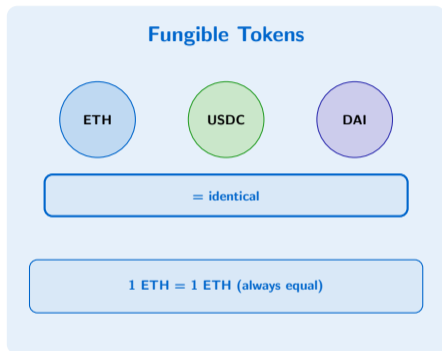 Fungible Tokens
ETH USDC DAI
= identical
1 ETH = 1 ETH (always equal)